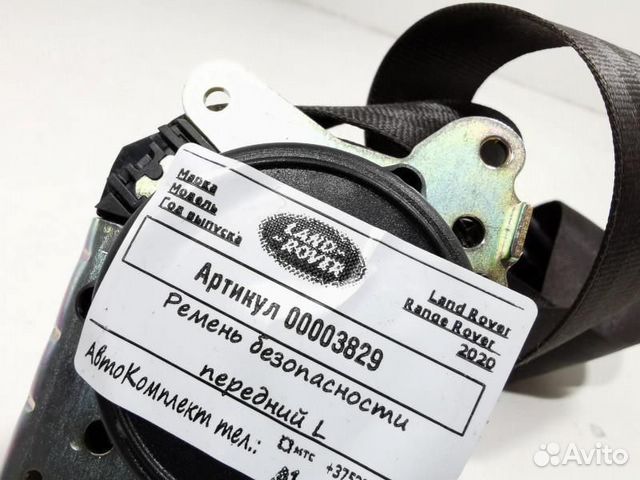 Марка
Модель
Год выпуска
LAND-
ROVER
Land Rover
Range Rover
2020
Артикул 00003829
Ремень безопасности
передний L
АвтоКомплект тел.:
мтс
Avito